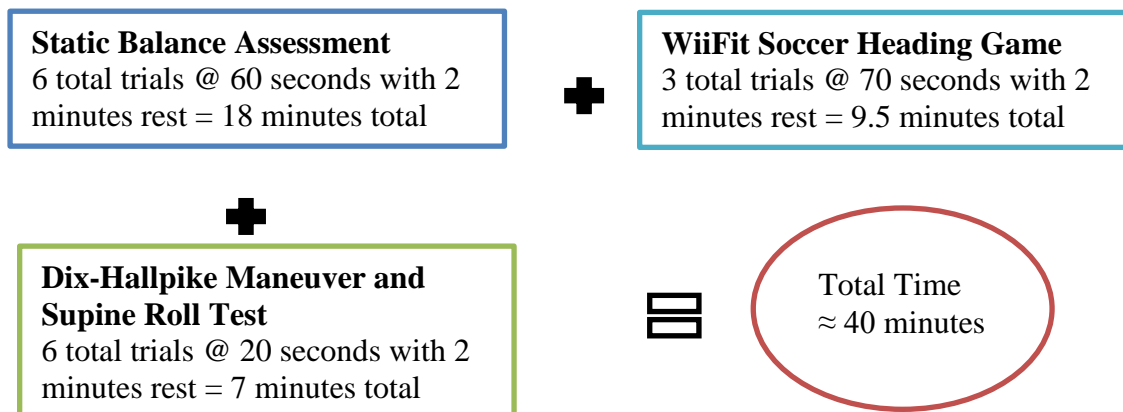 Static Balance Assessment
6 total trials @ 60 seconds with 2
minutes rest = 18 minutes total
WiiFit Soccer Heading Game
3 total trials @ 70 seconds with 2
minutes rest = 9.5 minutes total
Dix-Hallpike Maneuver and
Supine Roll Test
6 total trials @ 20 seconds with 2
minutes rest = 7 minutes total
Total Time
≈ 40 minutes